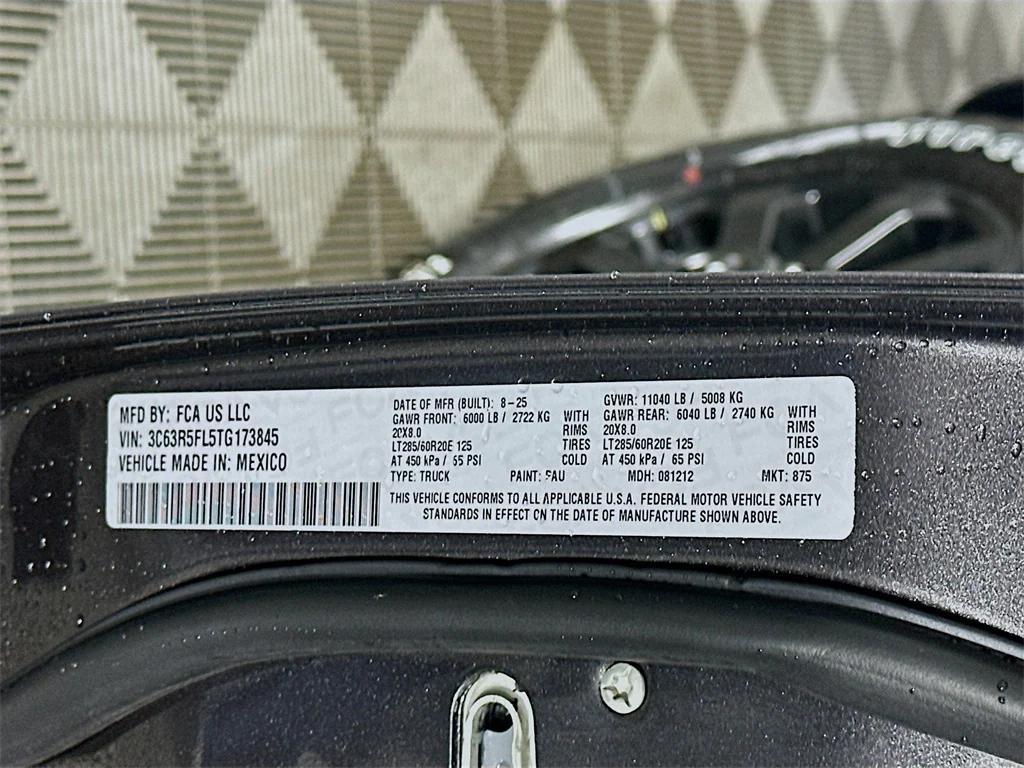 MFD BY: FCA US LLC
VIN: 3C63R5FL5TG173845
VEHICLE MADE IN: MEXICO
DATE OF MFR (BUILT): 8-25
GAWR FRONT: 6000 LB / 2722 KG WITH
20X8.0 RIMS
LT285/60R20E 125 TIRES
AT 450 kPa / 65 PSI COLD
GVWR: 11040 LB / 5008 KG
GAWR REAR: 6040 LB / 2740 KG WITH
20X8.0 RIMS
LT285/60R20E 125 TIRES
AT 450 kPa / 65 PSI COLD
TYPE: TRUCK PAINT: MDH: 081212 MKT: 875
THIS VEHICLE CONFORMS TO ALL APPLICABLE U.S.A. FEDERAL MOTOR VEHICLE SAFETY
STANDARDS IN EFFECT ON THE DATE OF MANUFACTURE SHOWN ABOVE.